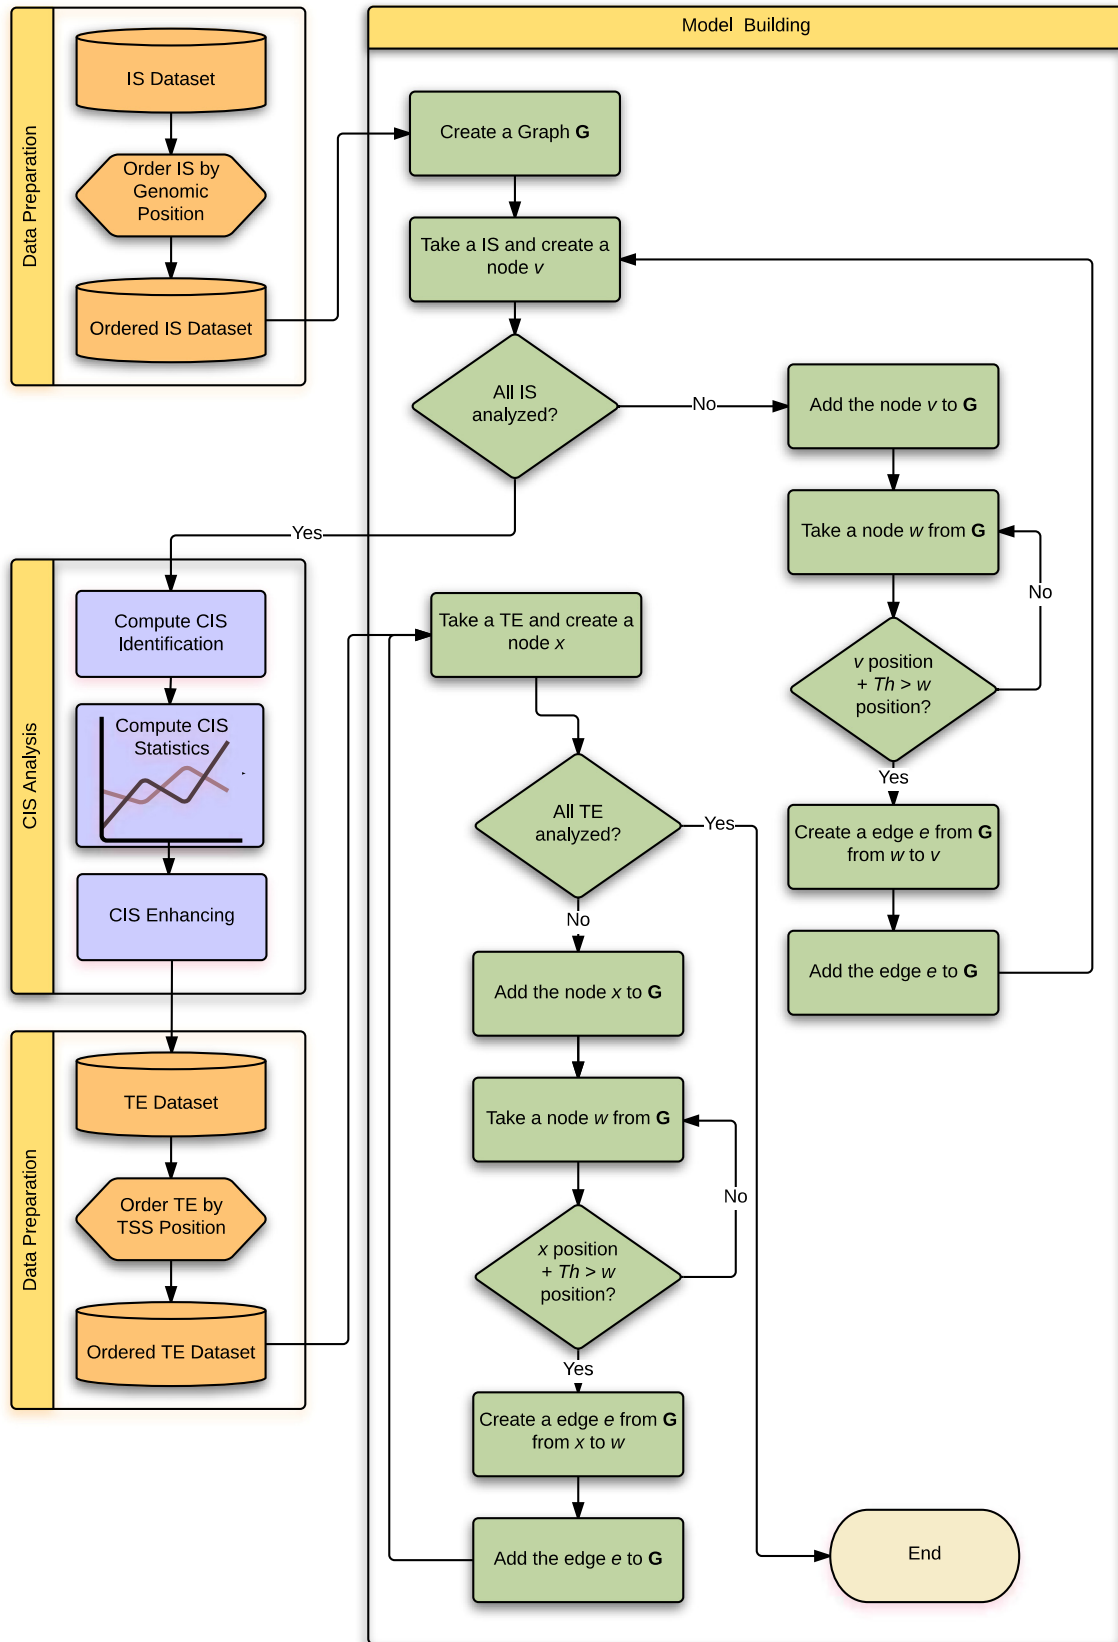 Data Preparation
IS Dataset
Order IS by
Genomic
Position
Ordered IS Dataset
Model Building
Create a Graph G
Take a IS and create a
node v
All IS
analyzed?
No
Yes
Add the node v to G
Take a node w from G
No
v position
+ Th > w
position?
Yes
Create a edge e from G
from w to v
Add the edge e to G
CIS Analysis
Compute CIS
Identification
Compute CIS
Statistics
CIS Enhancing
Data Preparation
TE Dataset
Order TE by
TSS Position
Ordered TE Dataset
Take a TE and create a
node x
All TE
analyzed?
Yes
No
Add the node x to G
Take a node w from G
No
x position
+ Th > w
position?
Yes
Create a edge e from G
from x to w
Add the edge e to G
End